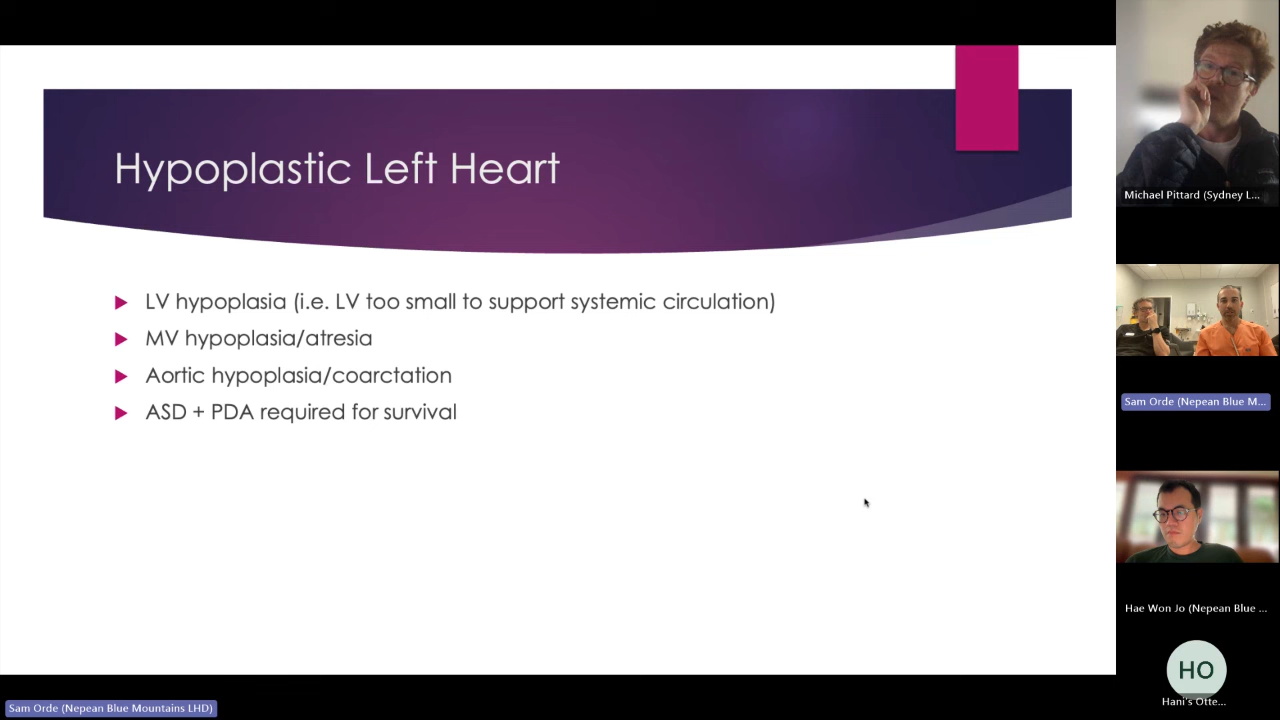 Hypoplastic Left Heart
LV hypoplasia (i.e. LV too small to support systemic circulation)
MV hypoplasia/atresia
Aortic hypoplasia/coarctation
ASD + PDA required for survival
Michael Pittard (Sydney L...
Sam Orde (Nepean Blue M...
Hae Won Jo (Nepean Blue ...
HO
Hani's Otte...
Sam Orde (Nepean Blue Mountains LHD)